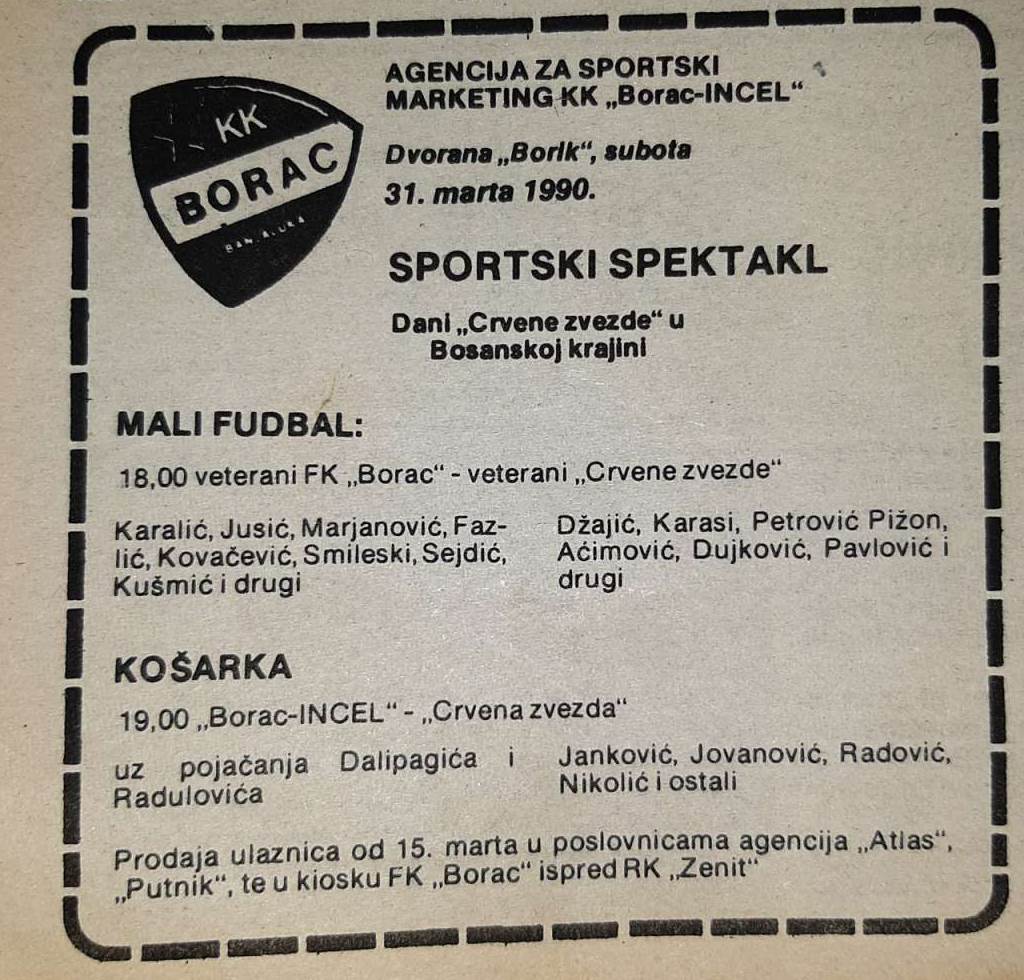 KK
BORAC
BANJALUKA
AGENCIJA ZA SPORTSKI
MARKETING KK „Borac-INCEL“
Dvorana „Borik“, subota
31. marta 1990.
SPORTSKI SPEKTAKL
Dani „Crvene zvezde“ u
Bosanskoj krajini
MALI FUDBAL:
18,00 veterani FK „Borac“ - veterani „Crvene zvezde“
Karalić, Jusić, Marjanović, Faz-
lić, Kovačević, Smileski, Sejdić,
Kušmić i drugi
Džajić, Karasi, Petrović Pižon,
Aćimović, Dujković, Pavlović i
drugi
KOŠARKA
19,00 „Borac-INCEL“ - „Crvena zvezda“
uz pojačanja Dalipagića i
Radulovića
Janković, Jovanović, Radović,
Nikolić i ostali
Prodaja ulaznica od 15. marta u poslovnicama agencija „Atlas“,
„Putnik“, te u kiosku FK „Borac“ ispred RK „Zenit“